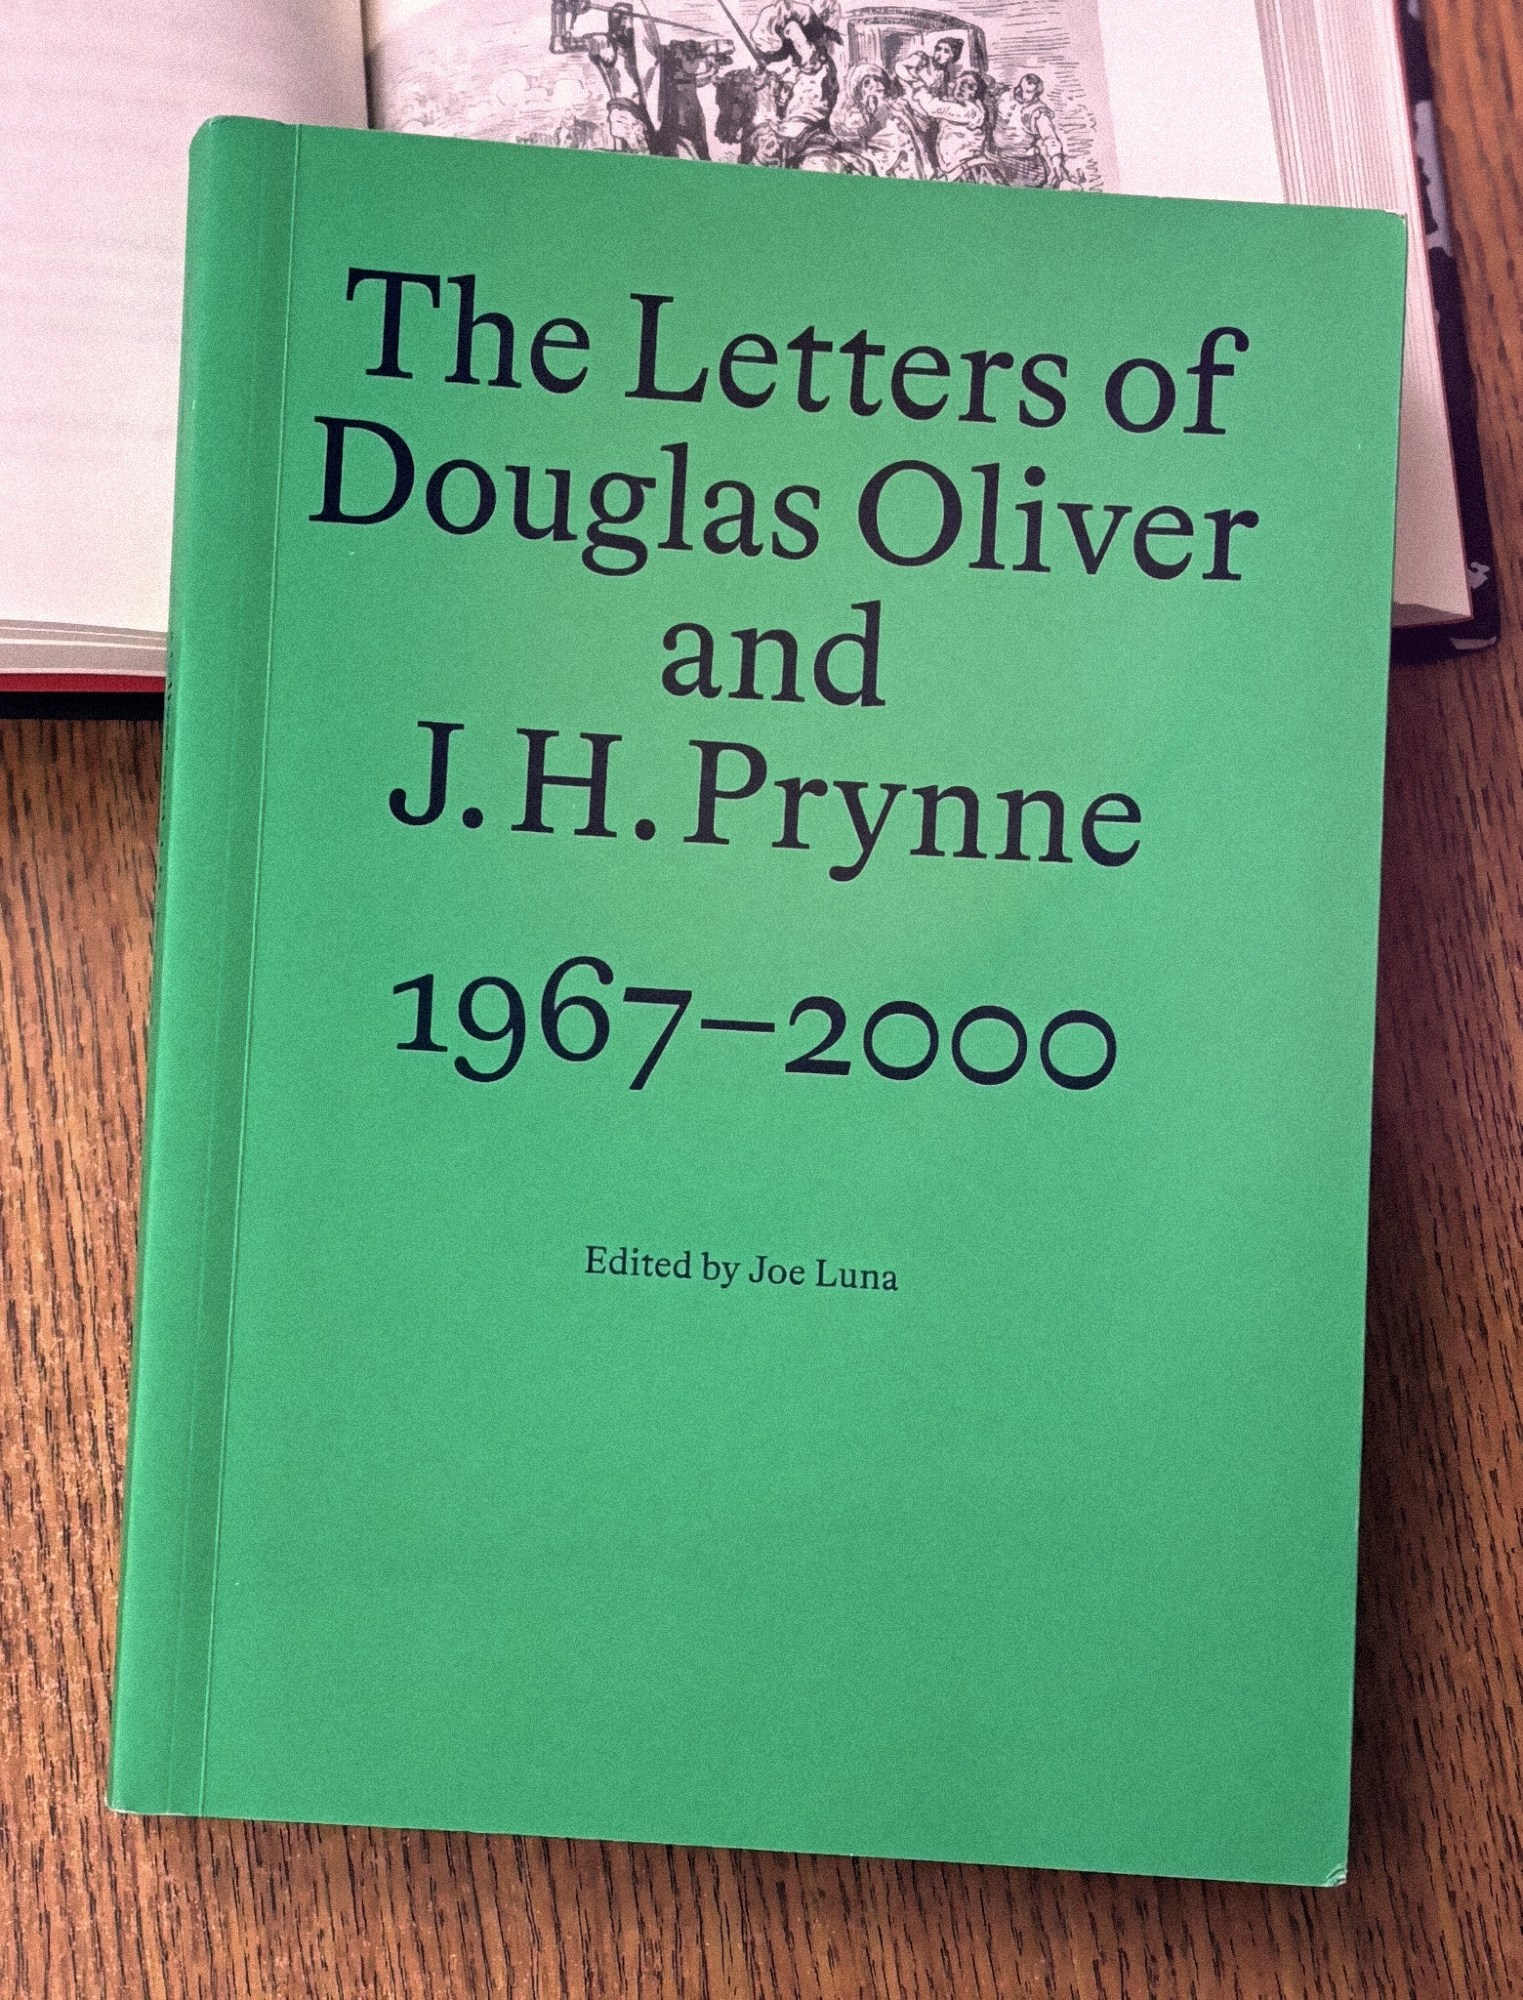 The Letters of
Douglas Oliver
and
J. H. Prynne
1967–2000
Edited by Joe Luna